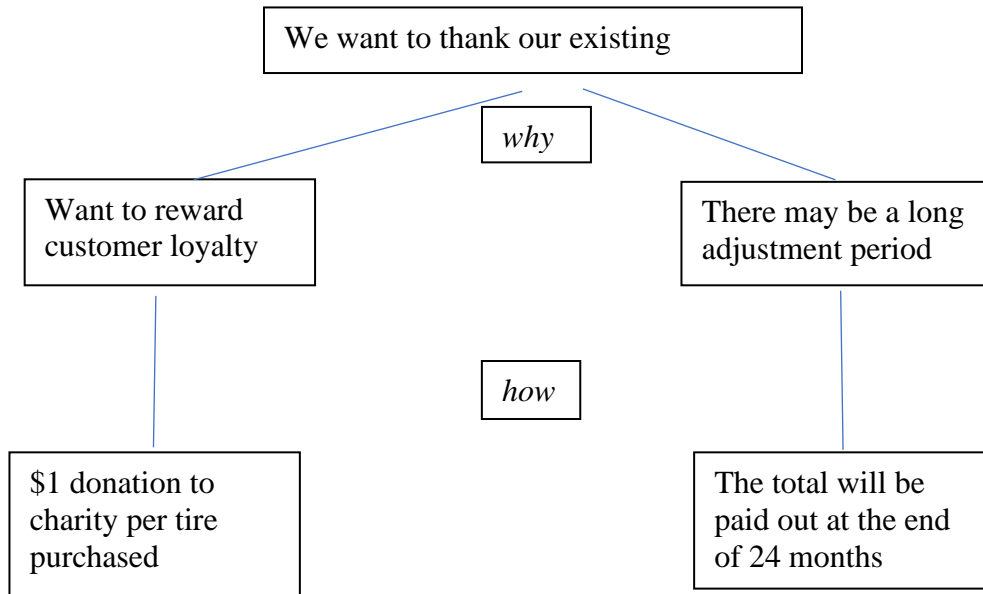 We want to thank our existing
why
Want to reward
customer loyalty
There may be a long
adjustment period
how
$1 donation to
charity per tire
purchased
The total will be
paid out at the end
of 24 months